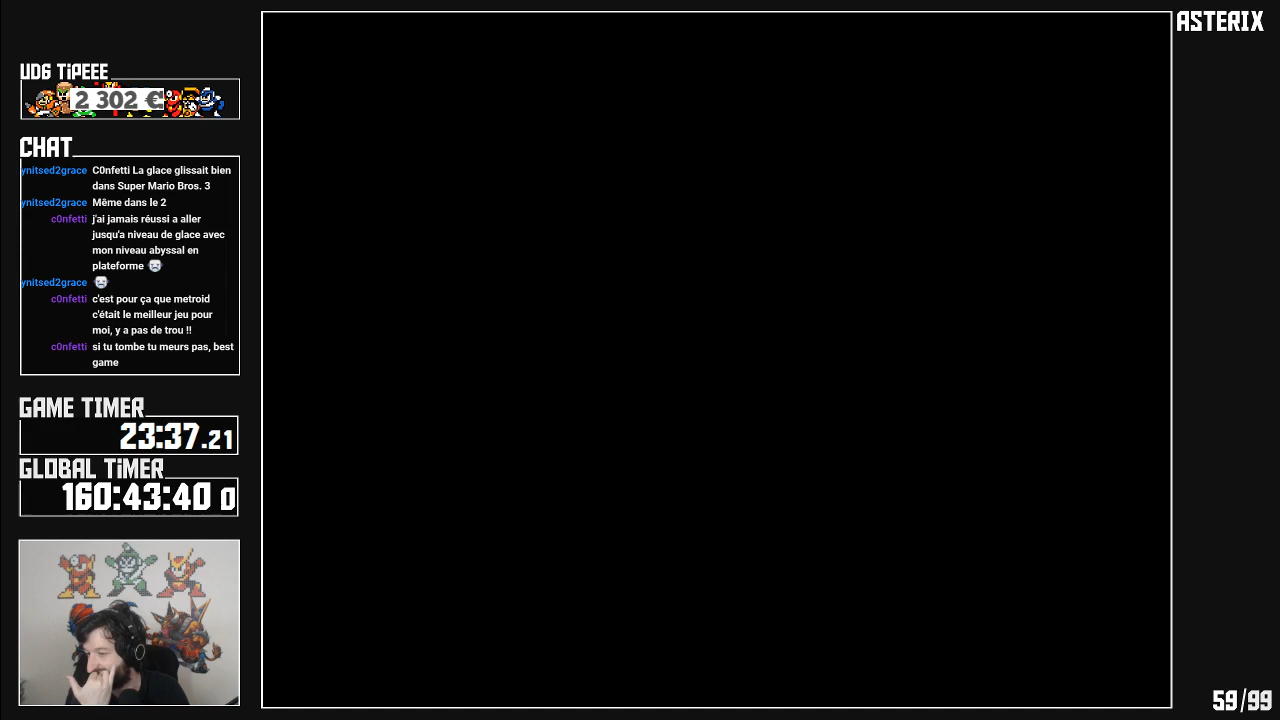 ASTERIX
UDG TiPEEE
2 302 €
CHAT
ynitsed2grace C0nfetti La glace glissait bien
dans Super Mario Bros. 3
ynitsed2grace Même dans le 2
c0nfetti j'ai jamais réussi a aller
jusqu'a niveau de glace avec
mon niveau abyssal en
plateforme
ynitsed2grace
c0nfetti c'est pour ça que metroid
c'était le meilleur jeu pour
moi, y a pas de trou !!
c0nfetti si tu tombe tu meurs pas, best
game
GAME TIMER
23:37.21
GLOBAL TiMER
160:43:40 0
59/99